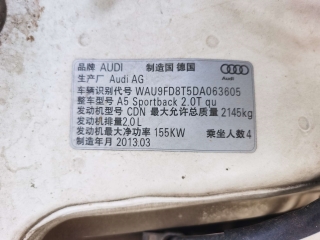 品牌 AUDI 制造国 德国
生产厂 Audi AG
Audi
车辆识别代号 WAU9FD8T5DA063605
整车型号 A5 Sportback 2.0T qu
发动机型号 CDN 最大允许总质量 2145kg
发动机排量2.0L
发动机最大净功率 155KW 乘坐人数4
制造年月 2013.03